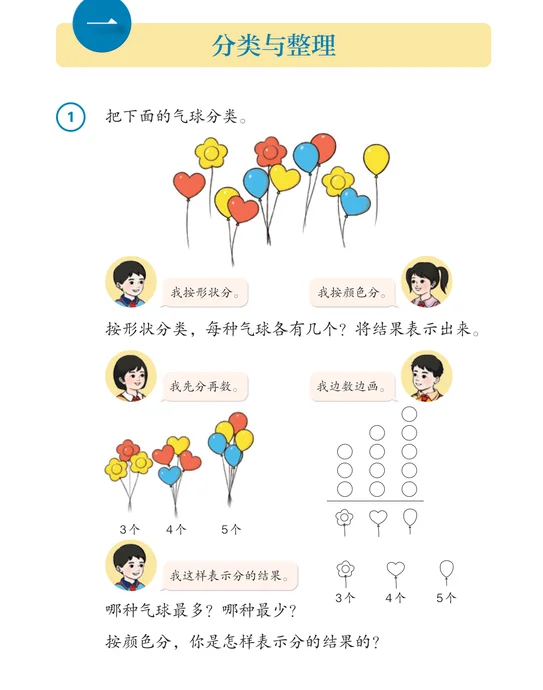 一
分类与整理
1 把下面的气球分类。
我按形状分。 我按颜色分。
按形状分类，每种气球各有几个？将结果表示出来。
我先分再数。 我边数边画。
3个 4个 5个
我这样表示分的结果。
3个 4个 5个
哪种气球最多？哪种最少？
按颜色分，你是怎样表示分的结果的？